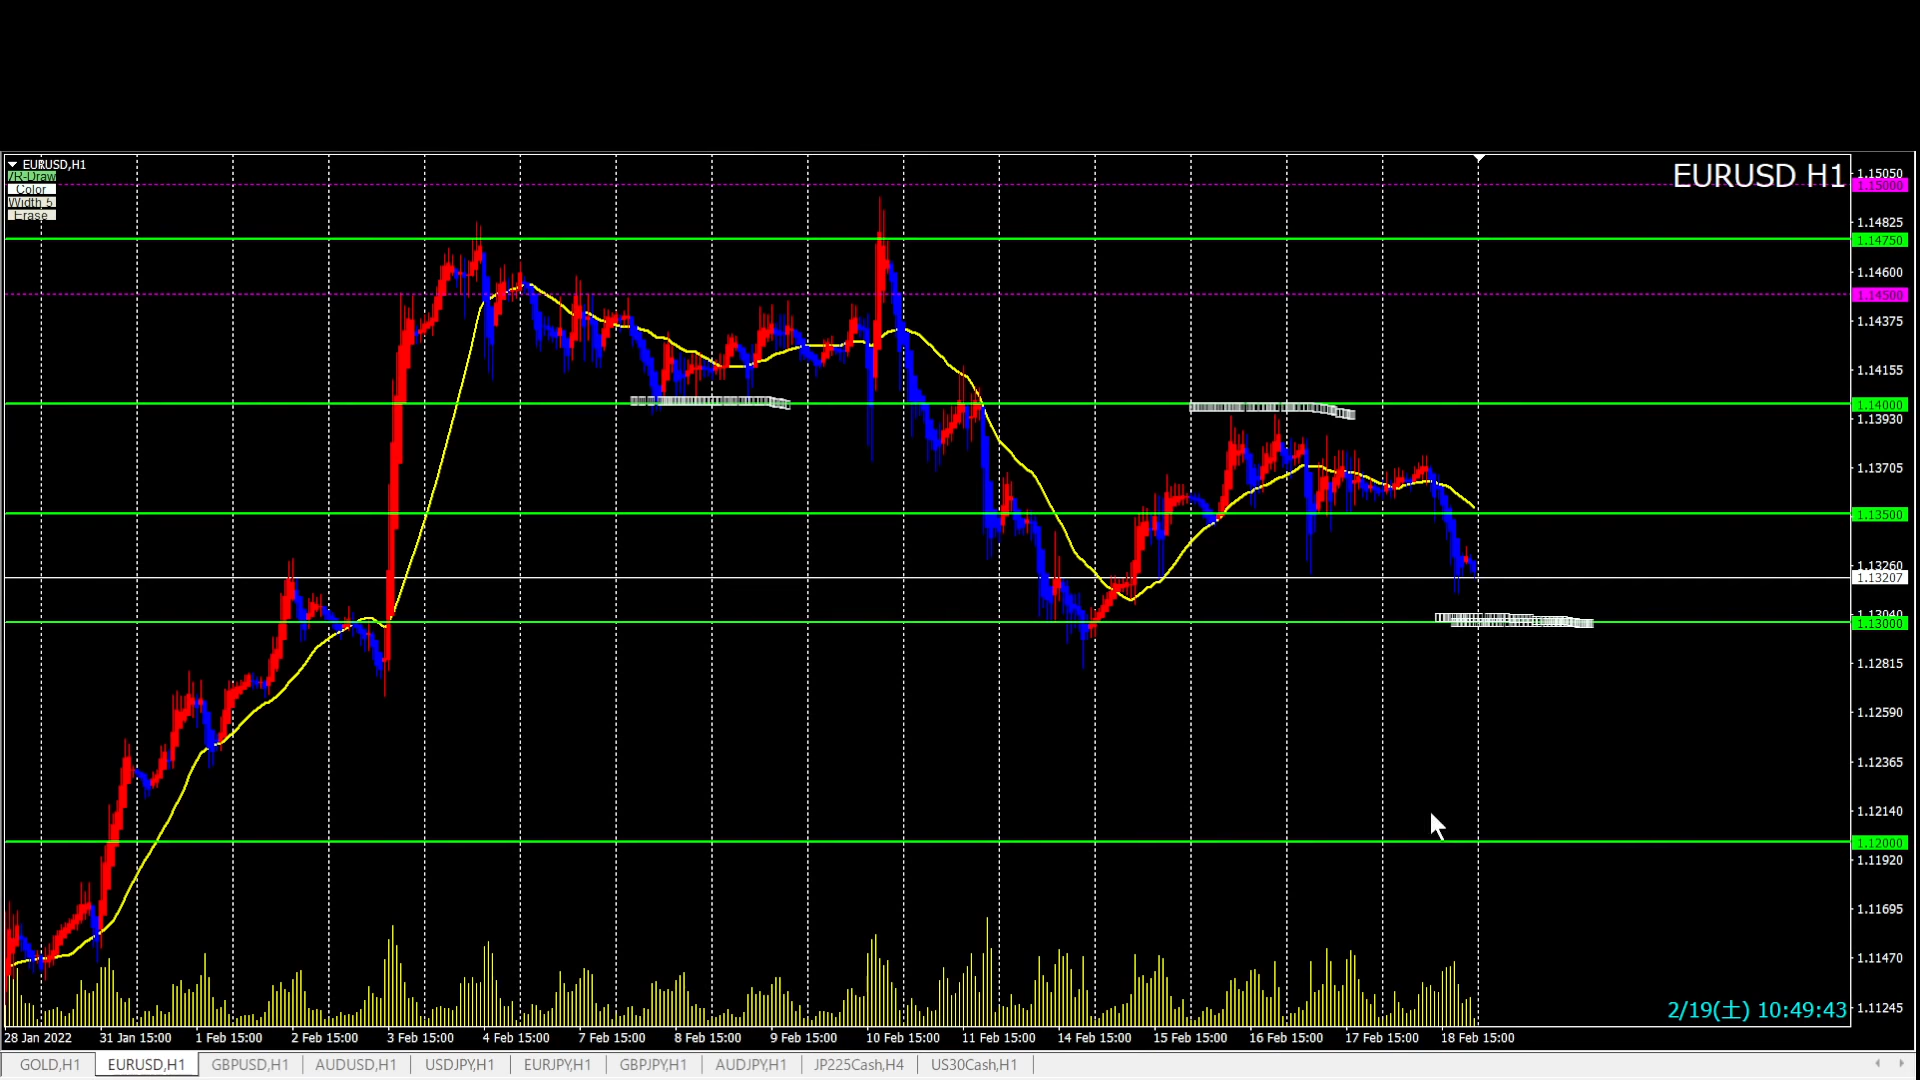 EURUSD,H1
/R-Draw
Color
Width 5
Erase
EURUSD H1
1.15050
1.15000
1.14825
1.14750
1.14600
1.14500
1.14375
1.14155
1.14000
1.13930
1.13705
1.13500
1.13260
1.13207
1.13040
1.13000
1.12815
1.12590
1.12365
1.12140
1.12000
1.11920
1.11695
1.11470
1.11245
2/19(土) 10:49:43
28 Jan 2022 31 Jan 15:00 1 Feb 15:00 2 Feb 15:00 3 Feb 15:00 4 Feb 15:00 7 Feb 15:00 8 Feb 15:00 9 Feb 15:00 10 Feb 15:00 11 Feb 15:00 14 Feb 15:00 15 Feb 15:00 16 Feb 15:00 17 Feb 15:00 18 Feb 15:00
GOLD,H1 EURUSD,H1 GBPUSD,H1 AUDUSD,H1 USDJPY,H1 EURJPY,H1 GBPJPY,H1 AUDJPY,H1 JP225Cash,H4 US30Cash,H1